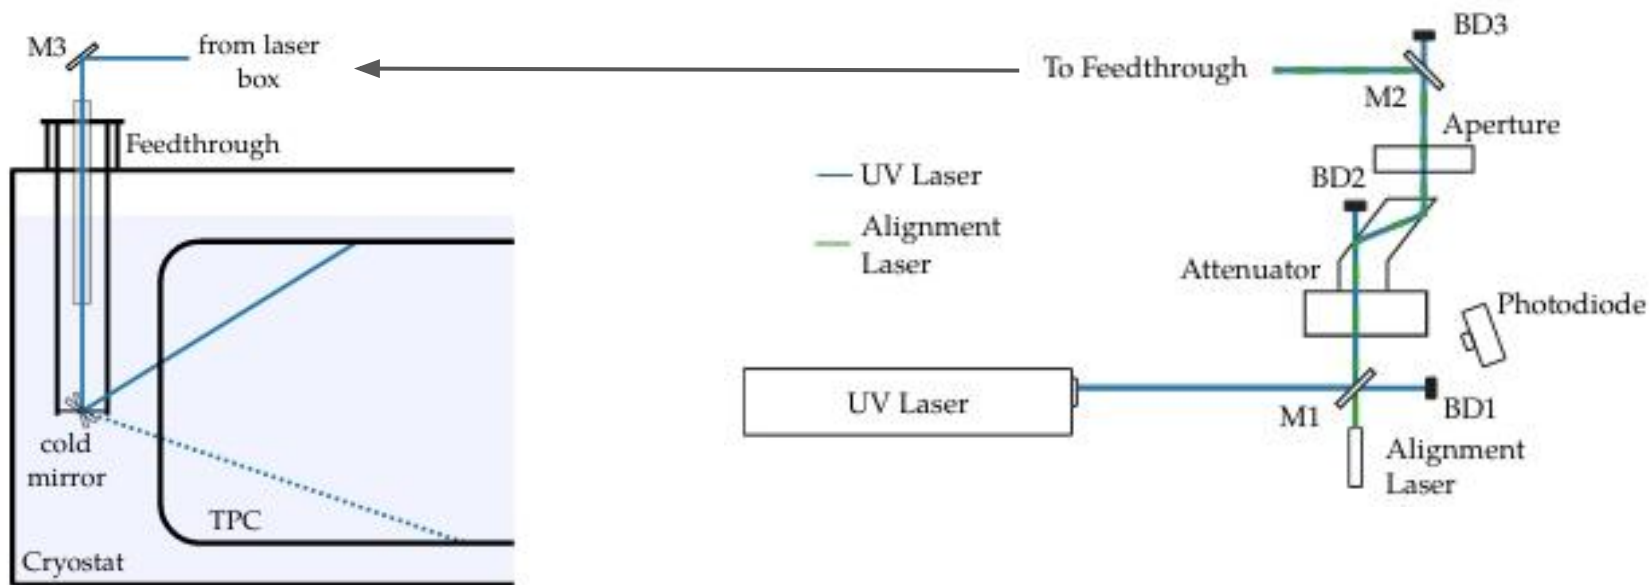 M3
from laser
box
Feedthrough
cold
mirror
TPC
Cryostat
UV Laser
Alignment
Laser
To Feedthrough
BD3
M2
Aperture
BD2
Attenuator
Photodiode
UV Laser
M1
BD1
Alignment
Laser